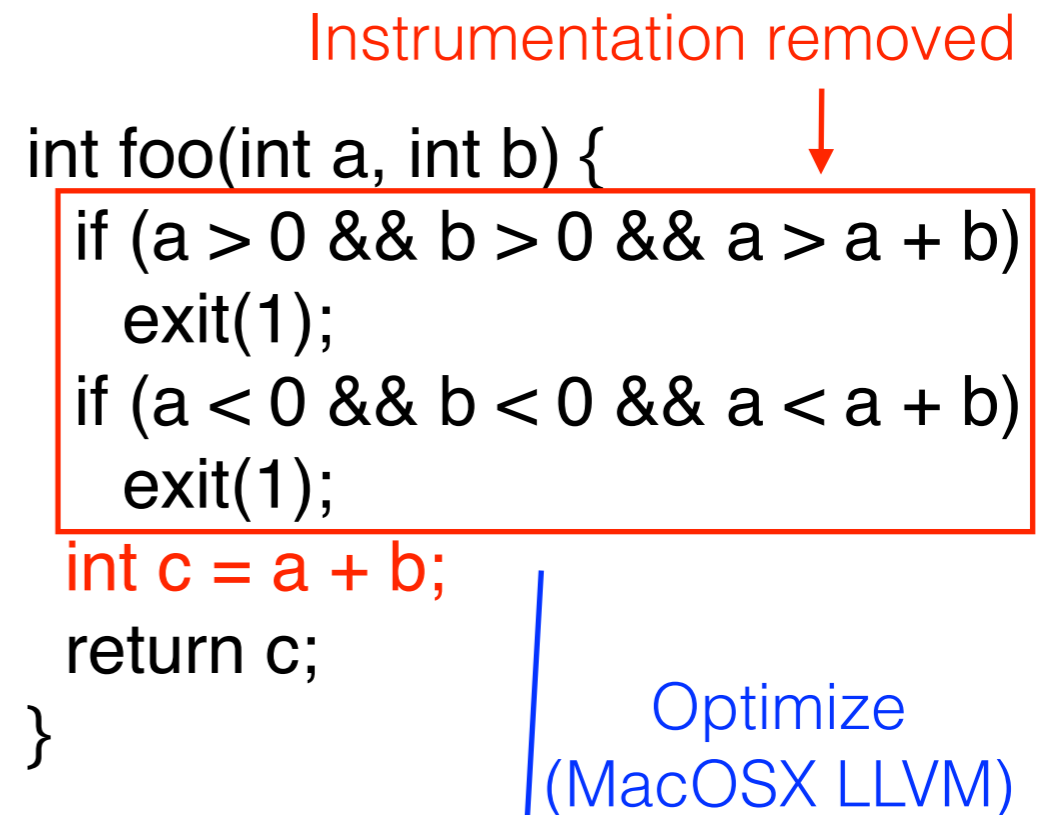 Instrumentation removed
int foo(int a, int b) {
if (a > 0 && b > 0 && a > a + b)
exit(1);
if (a < 0 && b < 0 && a < a + b)
exit(1);
int c = a + b;
return c;
}
Optimize
(MacOSX LLVM)